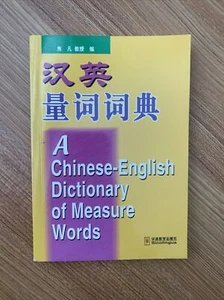 汉英
量词词典
A
Chinese-English
Dictionary
of Measure
Words